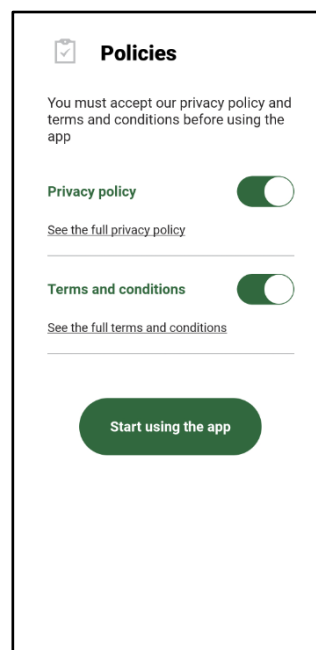 Policies
You must accept our privacy policy and
terms and conditions before using the
app
Privacy policy
See the full privacy policy
Terms and conditions
See the full terms and conditions
Start using the app